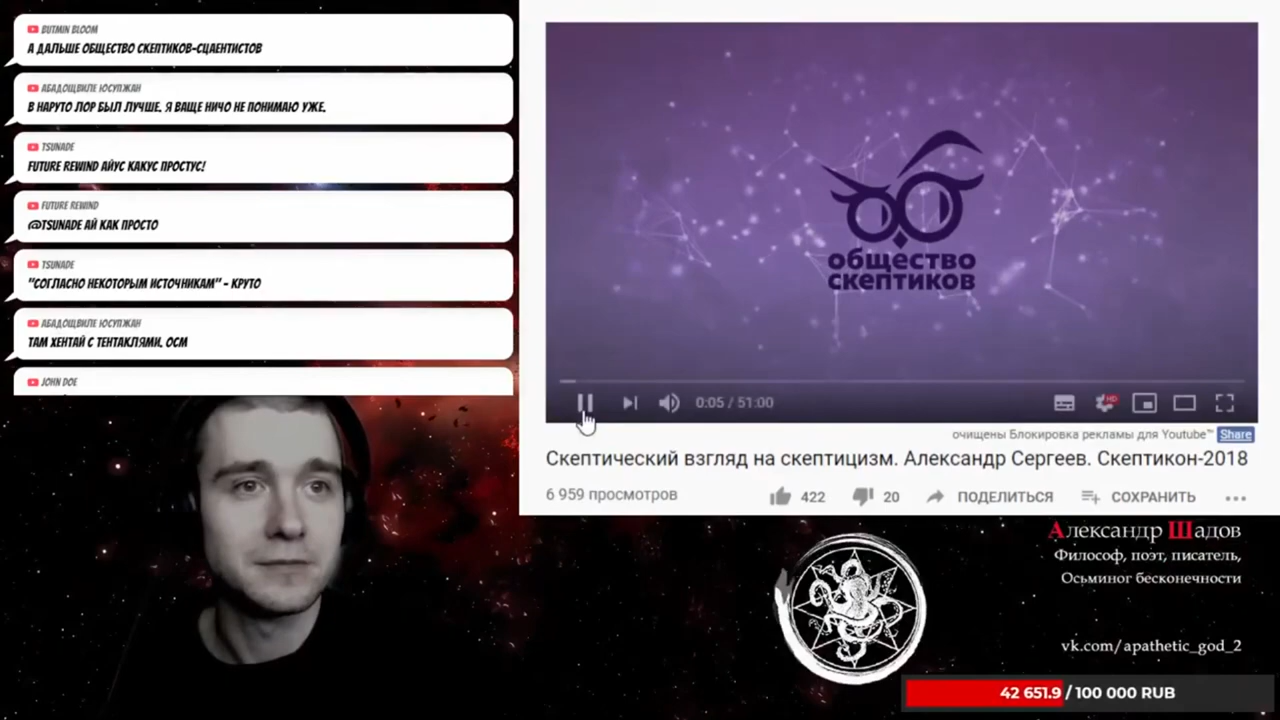 BUTMIN BLOOM
А ДАЛЬШЕ ОБЩЕСТВО СКЕПТИКОВ-СЦАЕНТИСТОВ
АБАДОЩВИЛЕ ЮСУПЖАН
В НАРУТО ЛОР БЫЛ ЛУЧШЕ. Я ВАЩЕ НИЧО НЕ ПОНИМАЮ УЖЕ.
TSUNADE
FUTURE REWIND АЙУС КАКУС ПРОСТУС!
FUTURE REWIND
@TSUNADE АЙ КАК ПРОСТО
TSUNADE
"СОГЛАСНО НЕКОТОРЫМ ИСТОЧНИКАМ" - КРУТО
АБАДОЩВИЛЕ ЮСУПЖАН
ТАМ ХЕНТАЙ С ТЕНТАКЛЯМИ. ОСМ
JOHN DOE
общество
скептиков
0:05 / 51:00
HD
очищены Блокировка рекламы для Youtube™ Share
Скептический взгляд на скептицизм. Александр Сергеев. Скептикон-2018
6 959 просмотров
422
20
ПОДЕЛИТЬСЯ
СОХРАНИТЬ
Александр Шадов
Философ, поэт, писатель,
Осьминог бесконечности
vk.com/apathetic_god_2
42 651.9 / 100 000 RUB